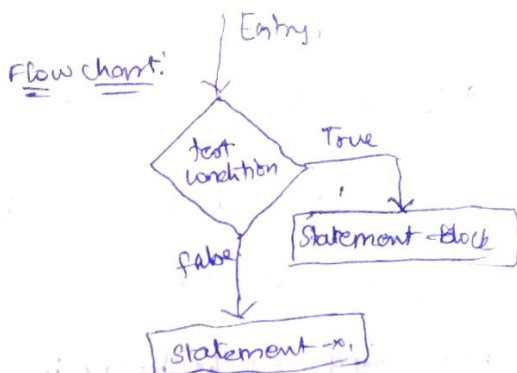 Entry.
Flow chart:
test
condition
True
Statement-block
false
Statement-x.